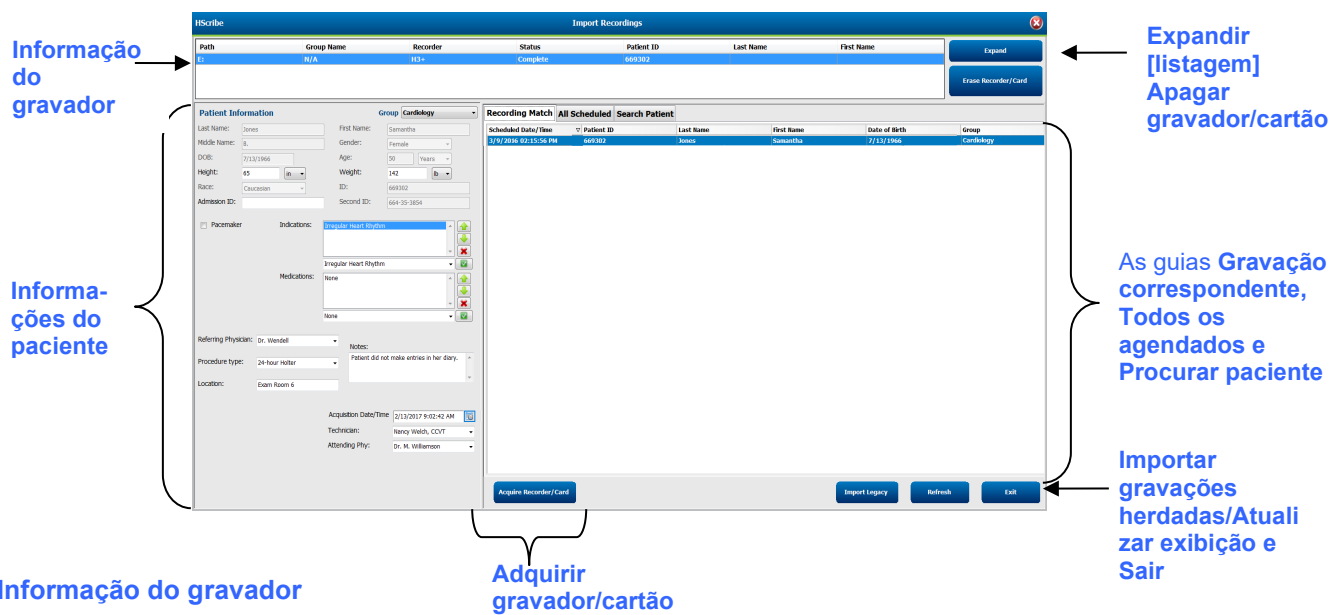 HScribe
Import Recordings
Path Group Name Recorder Status Patient ID Last Name First Name
E: N/A H3+ Complete 669302
Expand
Erase Recorder/Card
Informação
do
gravador
Expandir
[listagem]
Apagar
gravador/cartão
Patient Information
Group Cardiology
Last Name: Jones First Name: Samantha
Middle Name: B. Gender: Female
DOB: 7/13/1966 Age: 50 Years
Height: 65 in Weight: 142 lb
Race: Caucasian ID: 669302
Admission ID: Second ID: 664-35-3854
Pacemaker Indications: Irregular Heart Rhythm
Irregular Heart Rhythm
Medications: None
None
Referring Physician: Dr. Wendell
Notes:
Procedure type: 24-hour Holter
Patient did not make entries in her diary.
Location: Exam Room 6
Acquisition Date/Time 2/13/2017 9:02:42 AM
Technician: Nancy Welch, CCVT
Attending Phy: Dr. M. Williamson
Recording Match All Scheduled Search Patient
Scheduled Date/Time Patient ID Last Name First Name Date of Birth Group
3/9/2016 02:15:56 PM 669302 Jones Samantha 7/13/1966 Cardiology
Acquire Recorder/Card Import Legacy Refresh Exit
Informa-
ções do
paciente
As guias Gravação
correspondente,
Todos os
agendados e
Procurar paciente
Importar
gravações
herdadas/Atuali
zar exibição e
Sair
Adquirir
gravador/cartão
Informação do gravador